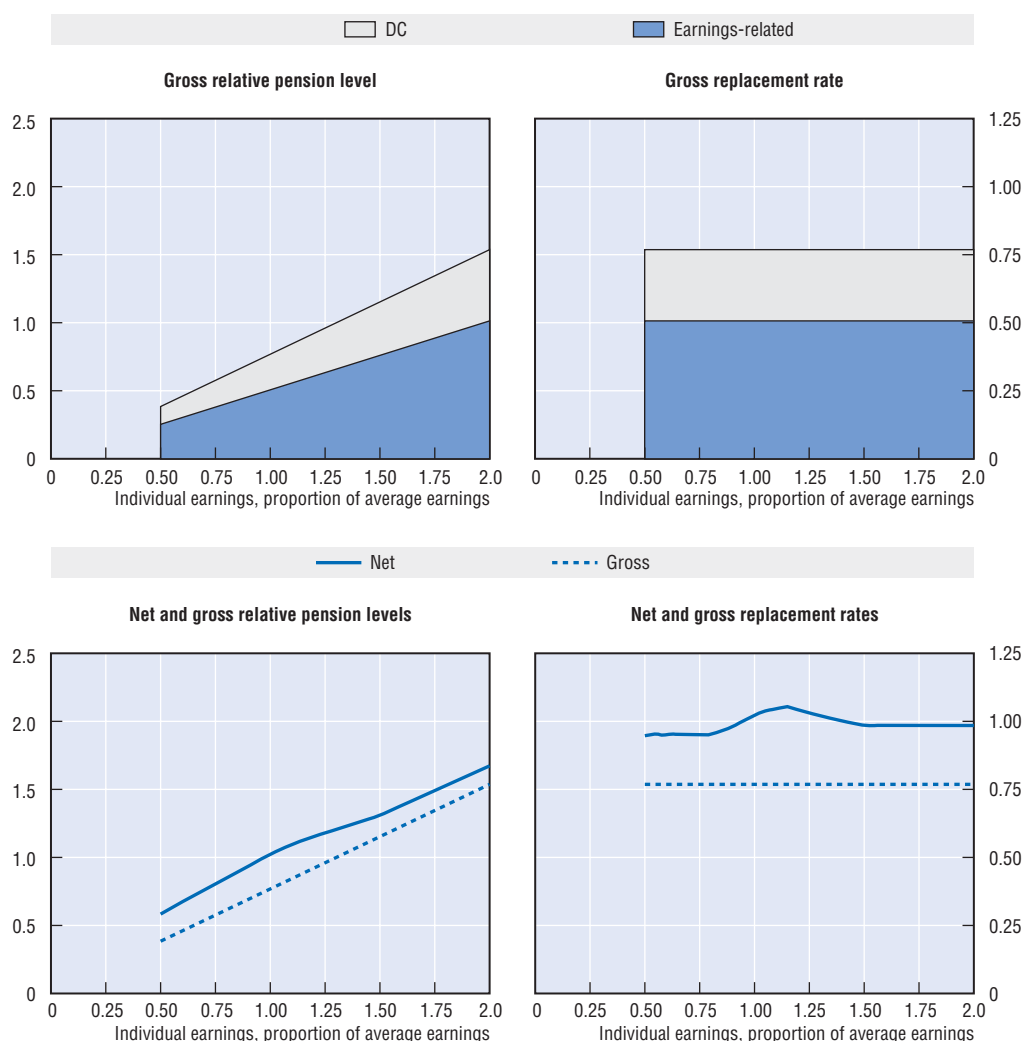 DC Earnings-related
Gross relative pension level
2.5
2.0
1.5
1.0
0.5
0
0 0.25 0.50 0.75 1.00 1.25 1.50 1.75 2.0
Individual earnings, proportion of average earnings
Gross replacement rate
1.25
1.00
0.75
0.50
0.25
0
0 0.25 0.50 0.75 1.00 1.25 1.50 1.75 2.0
Individual earnings, proportion of average earnings
Net Gross
Net and gross relative pension levels
2.5
2.0
1.5
1.0
0.5
0
0 0.25 0.50 0.75 1.00 1.25 1.50 1.75 2.0
Individual earnings, proportion of average earnings
Net and gross replacement rates
1.25
1.00
0.75
0.50
0.25
0
0 0.25 0.50 0.75 1.00 1.25 1.50 1.75 2.0
Individual earnings, proportion of average earnings